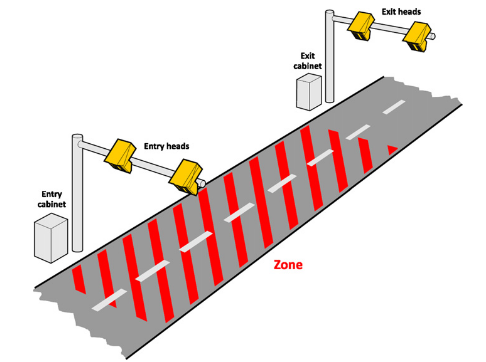 Exit heads
Exit
cabinet
Entry heads
Entry
cabinet
Zone